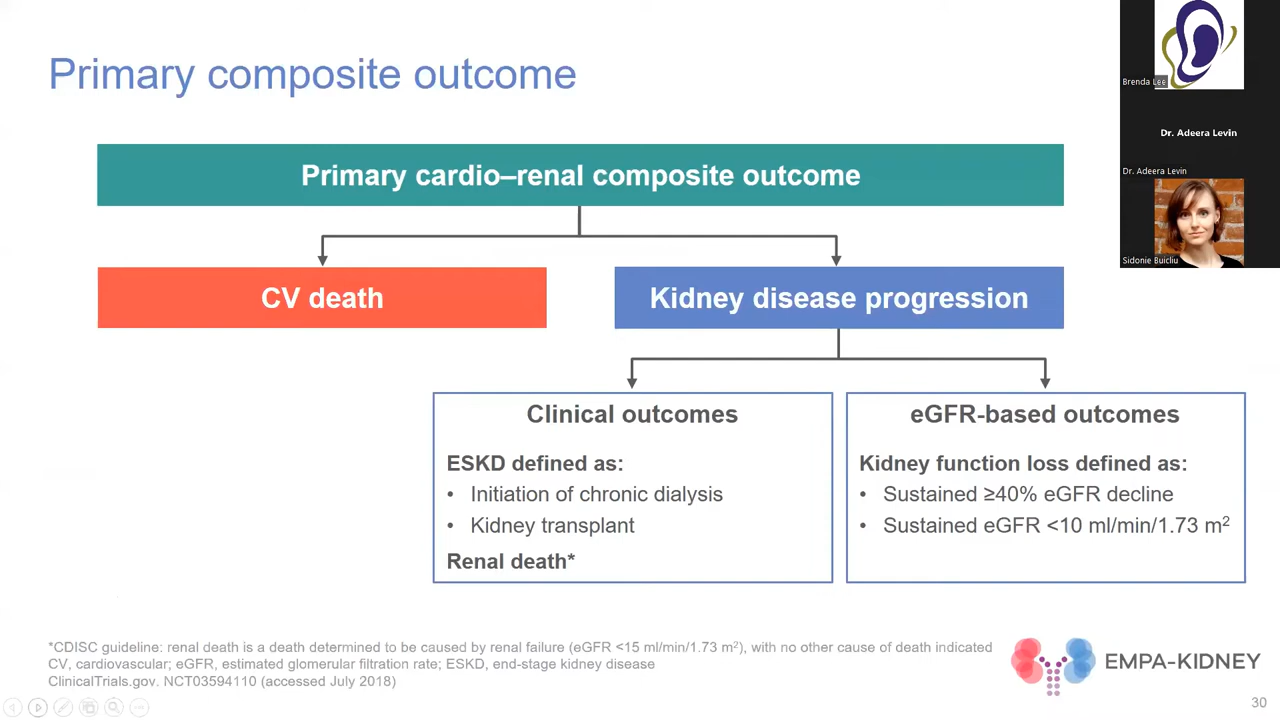 Primary composite outcome
Primary cardio–renal composite outcome
CV death
Kidney disease progression
Clinical outcomes
ESKD defined as:
• Initiation of chronic dialysis
• Kidney transplant
Renal death*
eGFR-based outcomes
Kidney function loss defined as:
• Sustained ≥40% eGFR decline
• Sustained eGFR <10 ml/min/1.73 m²
*CDISC guideline: renal death is a death determined to be caused by renal failure (eGFR <15 ml/min/1.73 m²), with no other cause of death indicated
CV, cardiovascular; eGFR, estimated glomerular filtration rate; ESKD, end-stage kidney disease
ClinicalTrials.gov. NCT03594110 (accessed July 2018)
EMPA-KIDNEY
30
Brenda Lee
Dr. Adeera Levin
Dr. Adeera Levin
Sidonie Buicliu